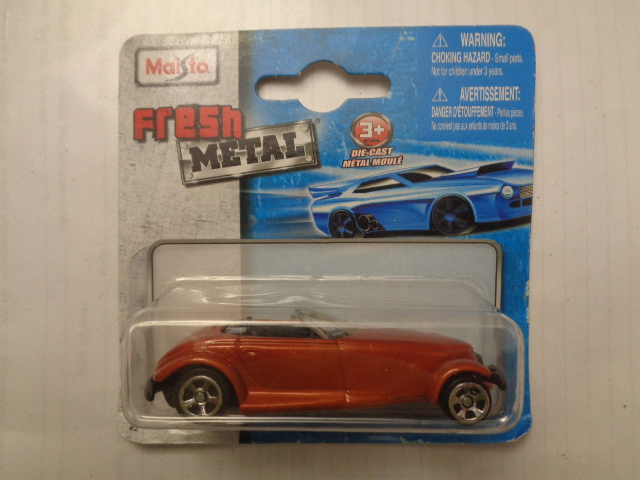 Maisto
Fresh
METAL
3+
DIE-CAST
METAL MOULÉ
WARNING:
CHOKING HAZARD - Small parts.
Not for children under 3 years.
AVERTISSEMENT:
DANGER D'ÉTOUFFEMENT - Petites pièces.
Ne convient pas aux enfants de moins de 3 ans.